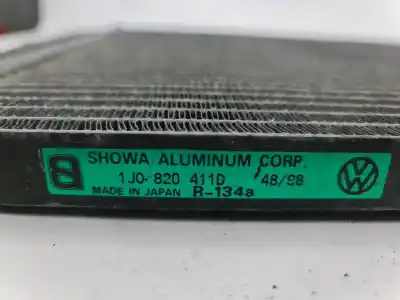 SHOWA ALUMINUM CORP.
1J0-820 411D 48/98
MADE IN JAPAN R-134a